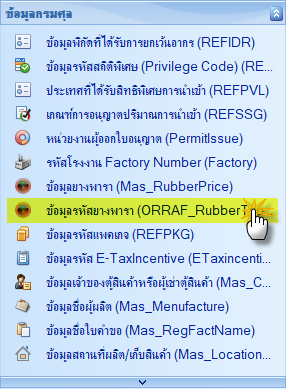 ข้อมูลกรมศุล
ข้อมูลพิกัดที่ได้รับการยกเว้นอากร (REFIDR)
ข้อมูลรหัสสถิติพิเศษ (Privilege Code) (RE...
ประเทศที่ได้รับสิทธิพิเศษการนำเข้า (REFPVL)
เกณฑ์การอนุญาตปริมาณการนำเข้า (REFSSG)
หน่วยงานผู้ออกใบอนุญาต (PermitIssue)
รหัสโรงงาน Factory Number (Factory)
ข้อมูลยางพารา (Mas_RubberPrice)
ข้อมูลรหัสยางพารา (ORRAF_RubberT
ข้อมูลรหัสแพคเกจ (REFPKG)
ข้อมูลรหัส E-TaxIncentive (ETaxincenti...
ข้อมูลเจ้าของตู้สินค้าหรือผู้เช่าตู้สินค้า (Mas_C...
ข้อมูลชื่อผู้ผลิต (Mas_Menufacture)
ข้อมูลชื่อใบคำขอ (Mas_RegFactName)
ข้อมูลสถานที่ผลิต/เก็บสินค้า (Mas_Location...